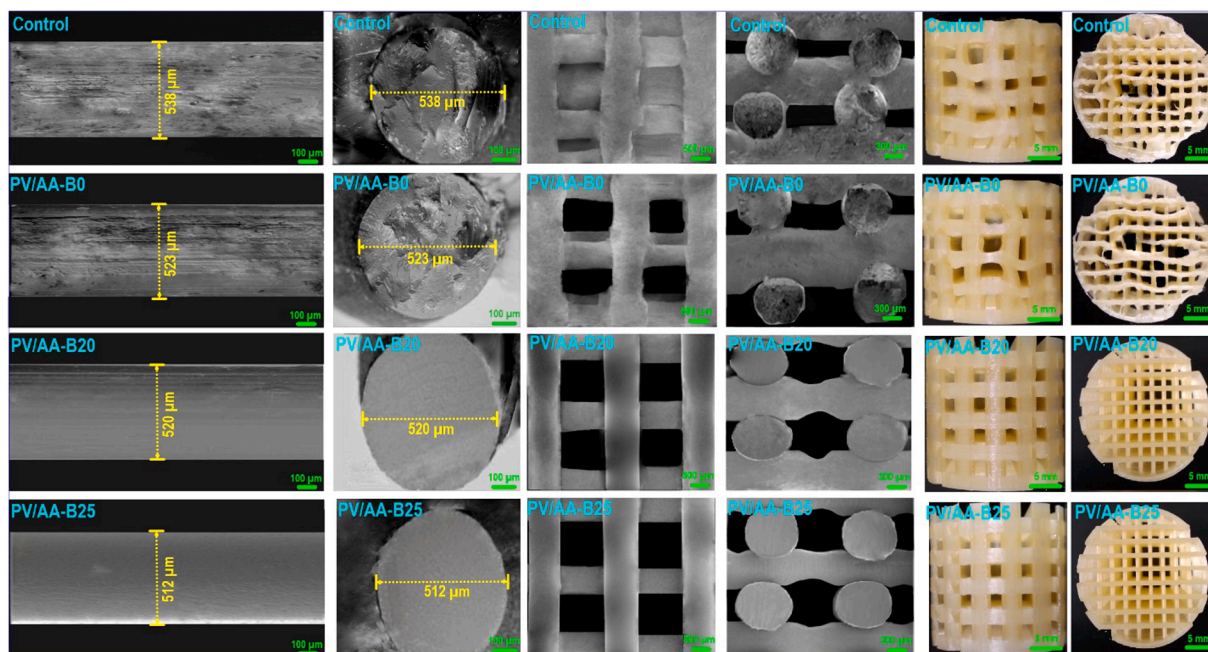 Control
538 µm
100 µm
Control
538 µm
100 µm
Control
500 µm
Control
300 µm
Control
5 mm
Control
5 mm
PV/AA-B0
523 µm
100 µm
PV/AA-B0
523 µm
100 µm
PV/AA-B0
PV/AA-B0
300 µm
PV/AA-B0
5 mm
PV/AA-B0
5 mm
PV/AA-B20
520 µm
100 µm
PV/AA-B20
520 µm
100 µm
PV/AA-B20
PV/AA-B20
PV/AA-B20
5 mm
PV/AA-B20
5 mm
PV/AA-B25
512 µm
100 µm
PV/AA-B25
512 µm
PV/AA-B25
PV/AA-B25
PV/AA-B25
PV/AA-B25
5 mm